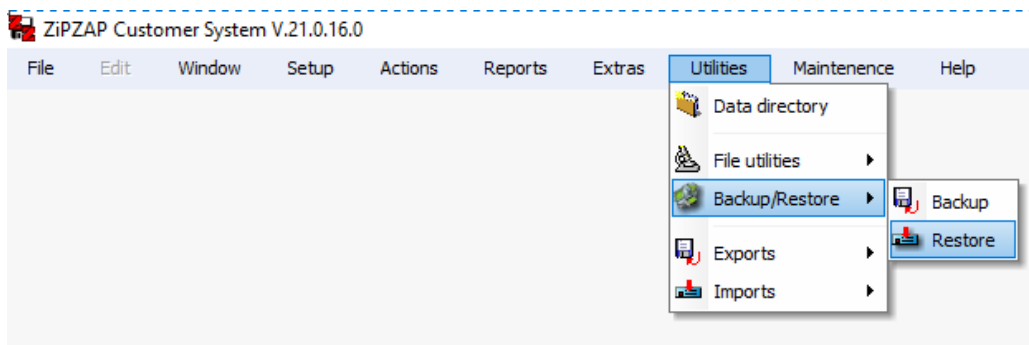 ZiPZAP Customer System V.21.0.16.0
File Edit Window Setup Actions Reports Extras Utilities Maintenence Help
Data directory
File utilities
Backup/Restore
Backup
Restore
Exports
Imports